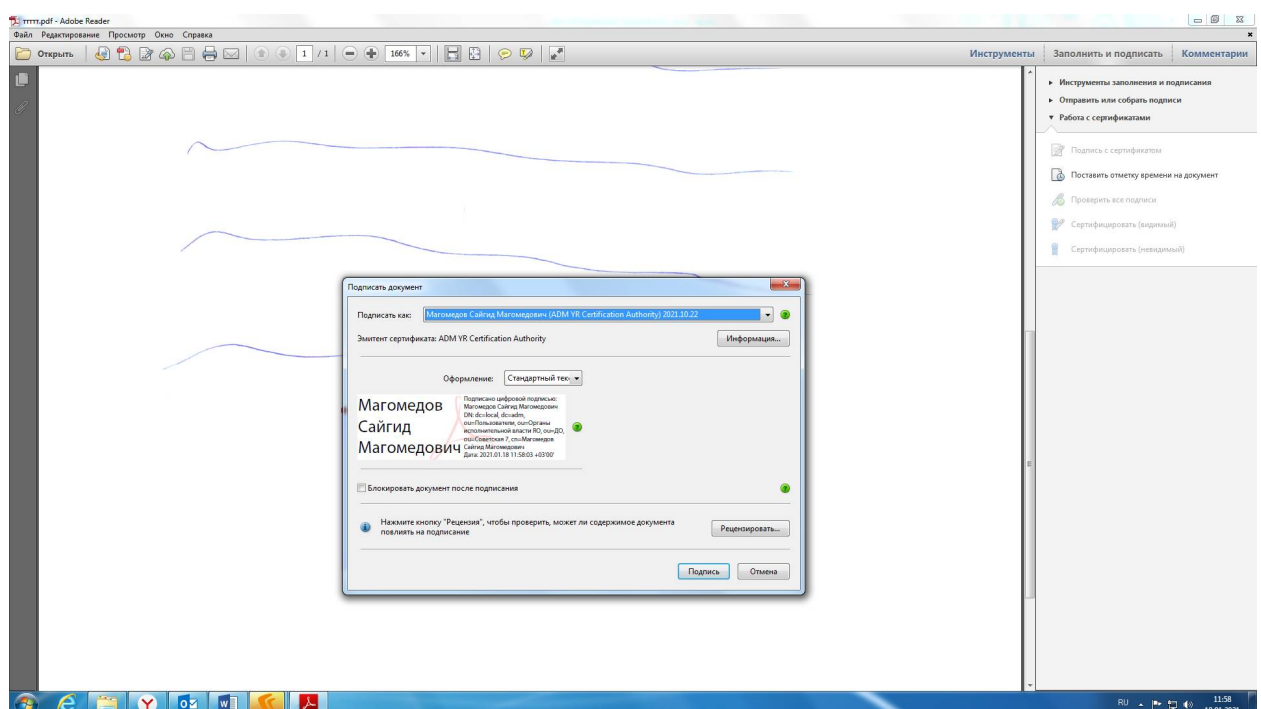 ттттт.pdf - Adobe Reader
Файл Редактирование Просмотр Окно Справка
Открыть 1 / 1 166% Инструменты Заполнить и подписать Комментарии
Инструменты заполнения и подписания
Отправить или собрать подписи
Работа с сертификатами
Подпись с сертификатом
Поставить отметку времени на документ
Проверить все подписи
Сертифицировать (видимый)
Сертифицировать (невидимый)
Подписать документ
Подписать как: Магомедов Сайгид Магомедович (ADM YR Certification Authority) 2021.10.22
Эмитент сертификата: ADM YR Certification Authority Информация...
Оформление: Стандартный тек
Магомедов
Сайгид
Магомедович
Подписано цифровой подписью:
Магомедов Сайгид Магомедович
DN: dc=local, dc=adm,
ou=Пользователи, ou=Органы
исполнительной власти ЯО, ou=ДО,
ou=Советская 7, cn=Магомедов
Сайгид Магомедович
Дата: 2021.01.18 11:58:03 +03'00'
Блокировать документ после подписания
Нажмите кнопку "Рецензия", чтобы проверить, может ли содержимое документа
повлиять на подписание
Рецензировать...
Подпись Отмена
RU 11:58